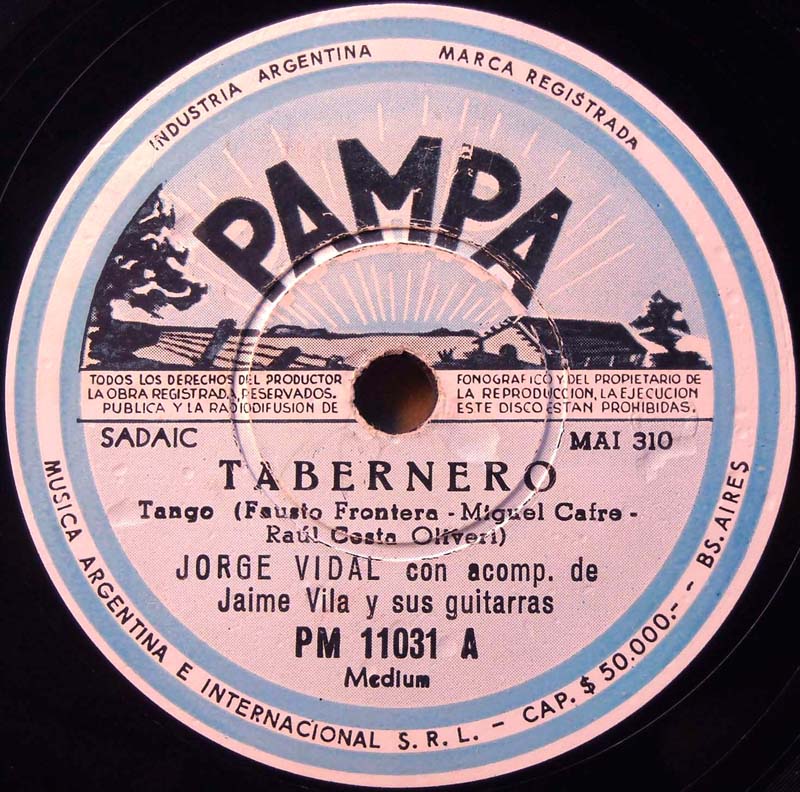 INDUSTRIA ARGENTINA MARCA REGISTRADA
PAMPA
TODOS LOS DERECHOS DEL PRODUCTOR FONOGRAFICO Y DEL PROPIETARIO DE
LA OBRA REGISTRADA, RESERVADOS. LA REPRODUCCION, LA EJECUCION
PUBLICA Y LA RADIODIFUSION DE ESTE DISCO ESTAN PROHIBIDAS.
SADAIC MAI 310
TABERNERO
Tango (Fausto Frontera - Miguel Cafre -
Raúl Costa Oliveri)
JORGE VIDAL con acomp. de
Jaime Vila y sus guitarras
PM 11031 A
Medium
MUSICA ARGENTINA E INTERNACIONAL S. R. L. - CAP. $ 50.000.- - BS. AIRES